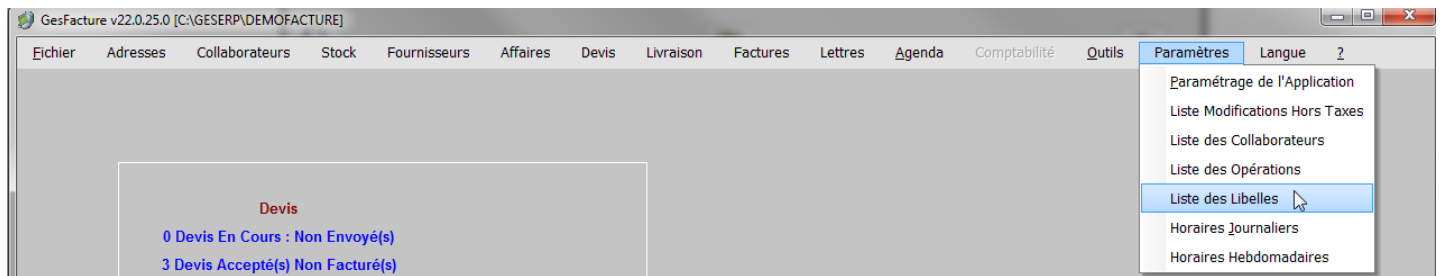 GesFacture v22.0.25.0 [C:\GESERP\DEMOFACTURE]
Fichier Adresses Collaborateurs Stock Fournisseurs Affaires Devis Livraison Factures Lettres Agenda Comptabilité Outils Paramètres Langue ?
Paramétrage de l'Application
Liste Modifications Hors Taxes
Liste des Collaborateurs
Liste des Opérations
Liste des Libelles
Horaires Journaliers
Horaires Hebdomadaires
Devis
0 Devis En Cours : Non Envoyé(s)
3 Devis Accepté(s) Non Facturé(s)